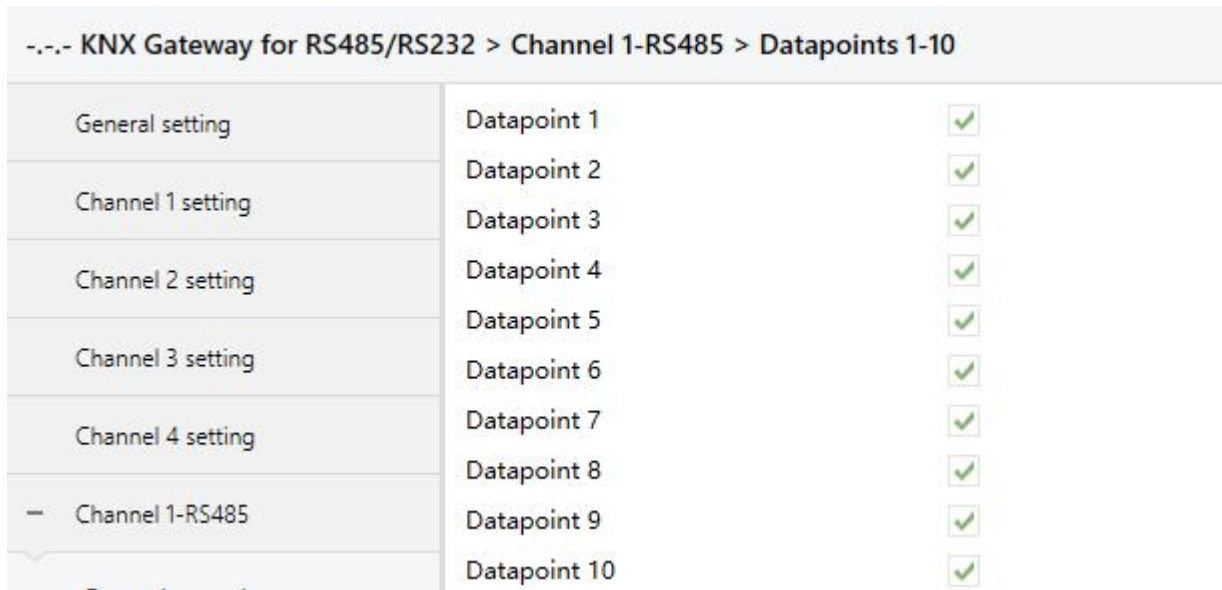 -.-.- KNX Gateway for RS485/RS232 > Channel 1-RS485 > Datapoints 1-10
General setting
Channel 1 setting
Channel 2 setting
Channel 3 setting
Channel 4 setting
– Channel 1-RS485
Datapoint 1
Datapoint 2
Datapoint 3
Datapoint 4
Datapoint 5
Datapoint 6
Datapoint 7
Datapoint 8
Datapoint 9
Datapoint 10